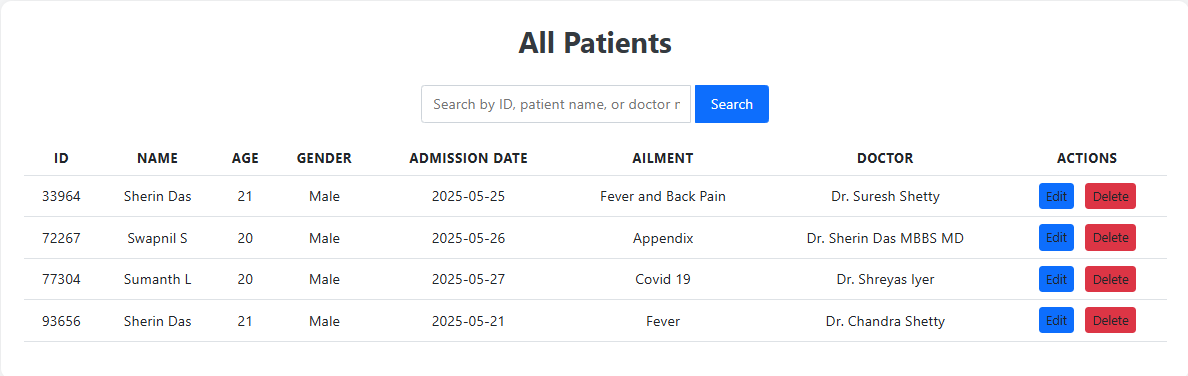 All Patients
Search by ID, patient name, or doctor r Search
ID NAME AGE GENDER ADMISSION DATE AILMENT DOCTOR ACTIONS
33964 Sherin Das 21 Male 2025-05-25 Fever and Back Pain Dr. Suresh Shetty Edit Delete
72267 Swapnil S 20 Male 2025-05-26 Appendix Dr. Sherin Das MBBS MD Edit Delete
77304 Sumanth L 20 Male 2025-05-27 Covid 19 Dr. Shreyas Iyer Edit Delete
93656 Sherin Das 21 Male 2025-05-21 Fever Dr. Chandra Shetty Edit Delete